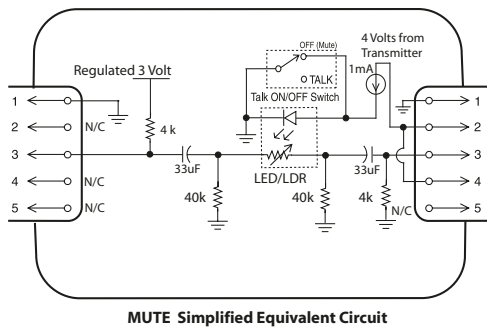 OFF (Mute)
4 Volts from
Transmitter
1mA
TALK
Regulated 3 Volt
Talk ON/OFF Switch
1
1
2
N/C
2
4 k
3
3
33uF
LED/LDR
33uF
4
N/C
40k
40k
4k
4
5
N/C
N/C
5
MUTE Simplified Equivalent Circuit